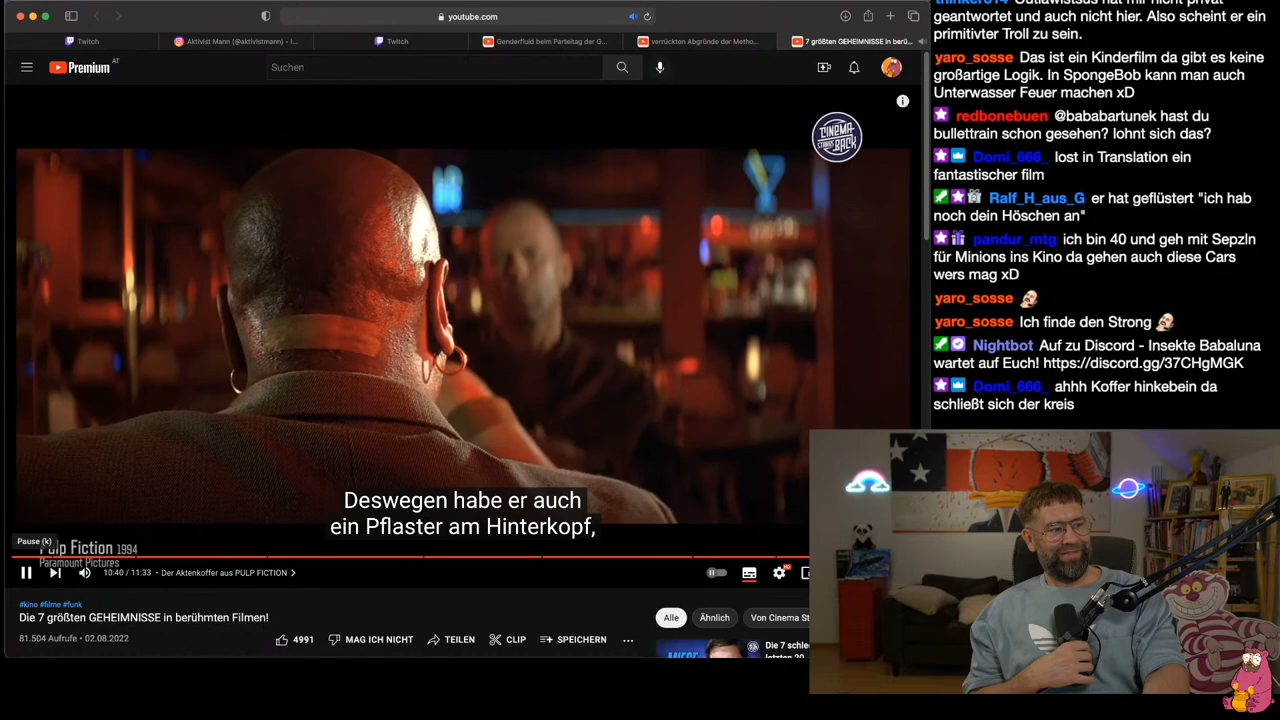 youtube.com
Twitch
Aktivist Mann (@aktivistmann) • I...
Twitch
Genderfluid beim Parteitag der G...
verrückten Abgründe der Metho...
7 größten GEHEIMNISSE in berü...
Premium AT
Suchen
CINEMA
STRIKES
BACK
Deswegen habe er auch
ein Pflaster am Hinterkopf,
Pause (k)
Pulp Fiction 1994
Paramount Pictures
10:40 / 11:33 • Der Aktenkoffer aus PULP FICTION
HD
#kino #filme #funk
Die 7 größten GEHEIMNISSE in berühmten Filmen!
81.504 Aufrufe • 02.08.2022
4991
MAG ICH NICHT
TEILEN
CLIP
SPEICHERN
Alle
Ähnlich
Von Cinema St
Die 7 schle
letzten 20
geantwortet und auch nicht hier. Also scheint er ein
primitivter Troll zu sein.
yaro_sosse Das ist ein Kinderfilm da gibt es keine
großartige Logik. In SpongeBob kann man auch
Unterwasser Feuer machen xD
redbonebuen @bababartunek hast du
bullettrain schon gesehen? lohnt sich das?
Domi_666_ lost in Translation ein
fantastischer film
Ralf_H_aus_G er hat geflüstert "ich hab
noch dein Höschen an"
pandur_mtg ich bin 40 und geh mit Sepzln
für Minions ins Kino da gehen auch diese Cars
wers mag xD
yaro_sosse
yaro_sosse Ich finde den Strong
Nightbot Auf zu Discord - Insekte Babaluna
wartet auf Euch! https://discord.gg/37CHgMGK
Domi_666_ ahhh Koffer hinkebein da
schließt sich der kreis